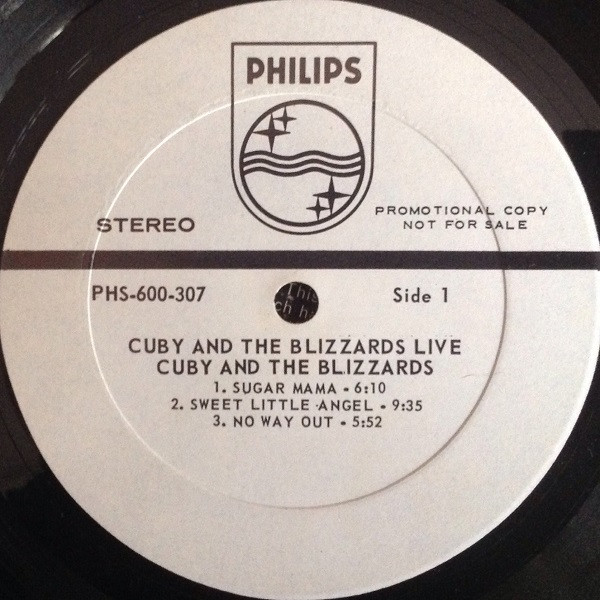 PHILIPS
STEREO
PROMOTIONAL COPY
NOT FOR SALE
PHS-600-307
Side 1
CUBY AND THE BLIZZARDS LIVE
CUBY AND THE BLIZZARDS
1. SUGAR MAMA - 6:10
2. SWEET LITTLE ANGEL - 9:35
3. NO WAY OUT - 5:52